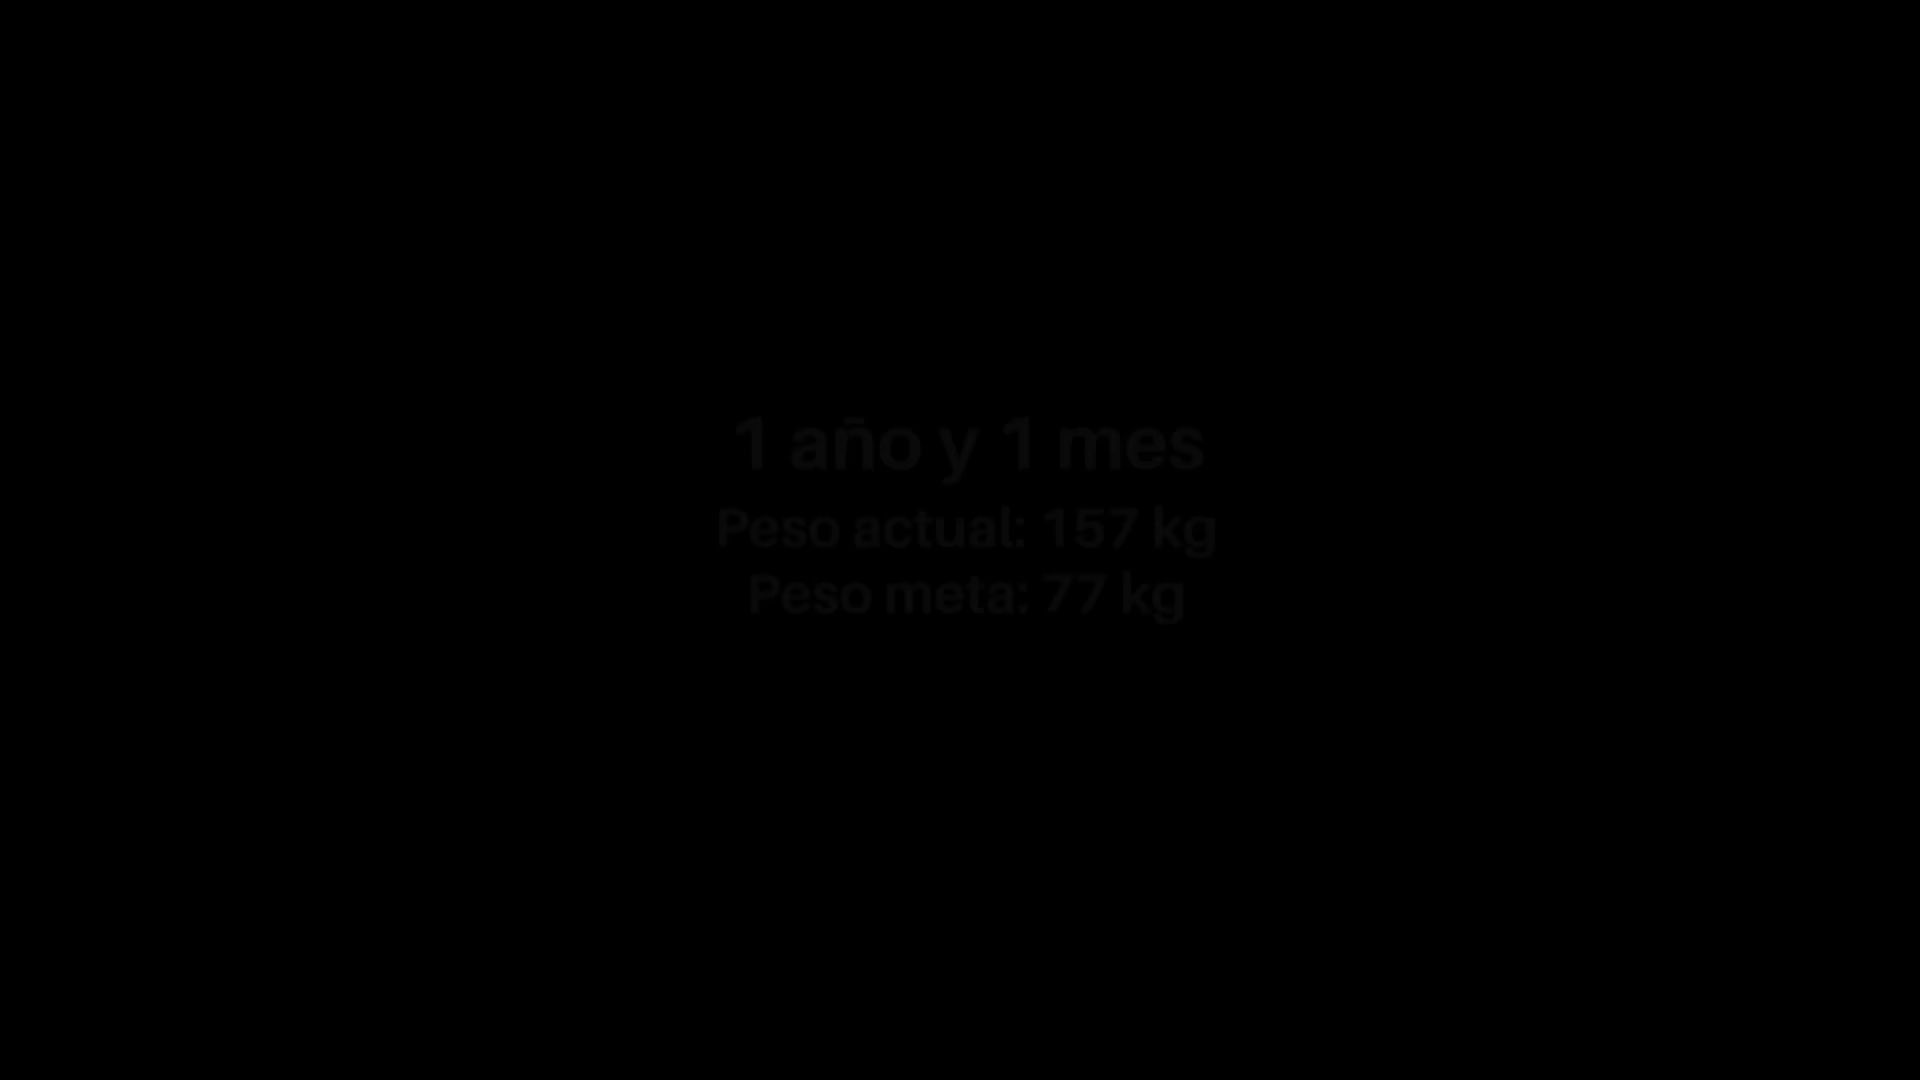 1 año y 1 mes
Peso actual: 157 kg
Peso meta: 77 kg